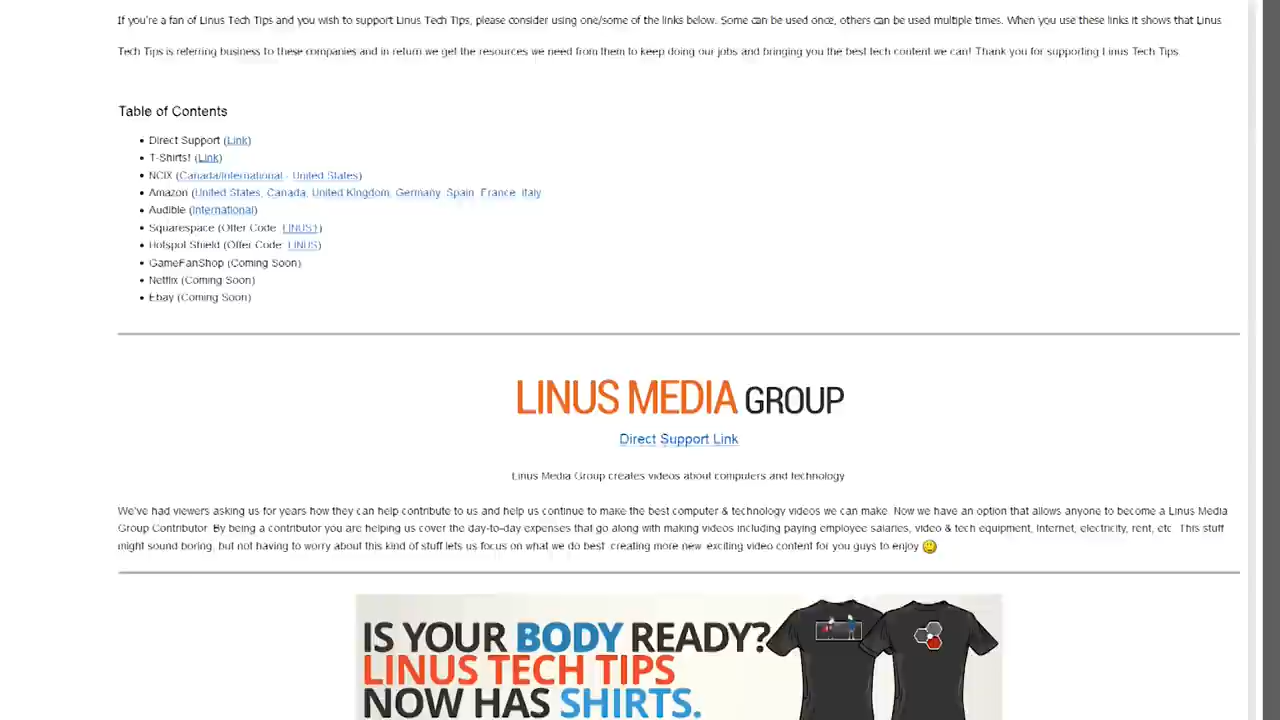 If you're a fan of Linus Tech Tips and you wish to support Linus Tech Tips, please consider using one/some of the links below. Some can be used once, others can be used multiple times. When you use these links it shows that Linus
Tech Tips is referring business to these companies and in return we get the resources we need from them to keep doing our jobs and bringing you the best tech content we can! Thank you for supporting Linus Tech Tips.
Table of Contents
• Direct Support (Link)
• T-Shirts! (Link)
• NCIX (Canada/International - United States)
• Amazon (United States, Canada, United Kingdom, Germany, Spain, France, Italy
• Audible (International)
• Squarespace (Offer Code: LINUS1)
• Hotspot Shield (Offer Code: LINUS)
• GameFanShop (Coming Soon)
• Netflix (Coming Soon)
• Ebay (Coming Soon)
LINUS MEDIA GROUP
Direct Support Link
Linus Media Group creates videos about computers and technology
We've had viewers asking us for years how they can help contribute to us and help us continue to make the best computer & technology videos we can make. Now we have an option that allows anyone to become a Linus Media
Group Contributor. By being a contributor you are helping us cover the day-to-day expenses that go along with making videos including paying employee salaries, video & tech equipment, Internet, electricity, rent, etc. This stuff
might sound boring, but not having to worry about this kind of stuff lets us focus on what we do best: creating more new, exciting video content for you guys to enjoy
IS YOUR BODY READY?
LINUS TECH TIPS
NOW HAS SHIRTS.